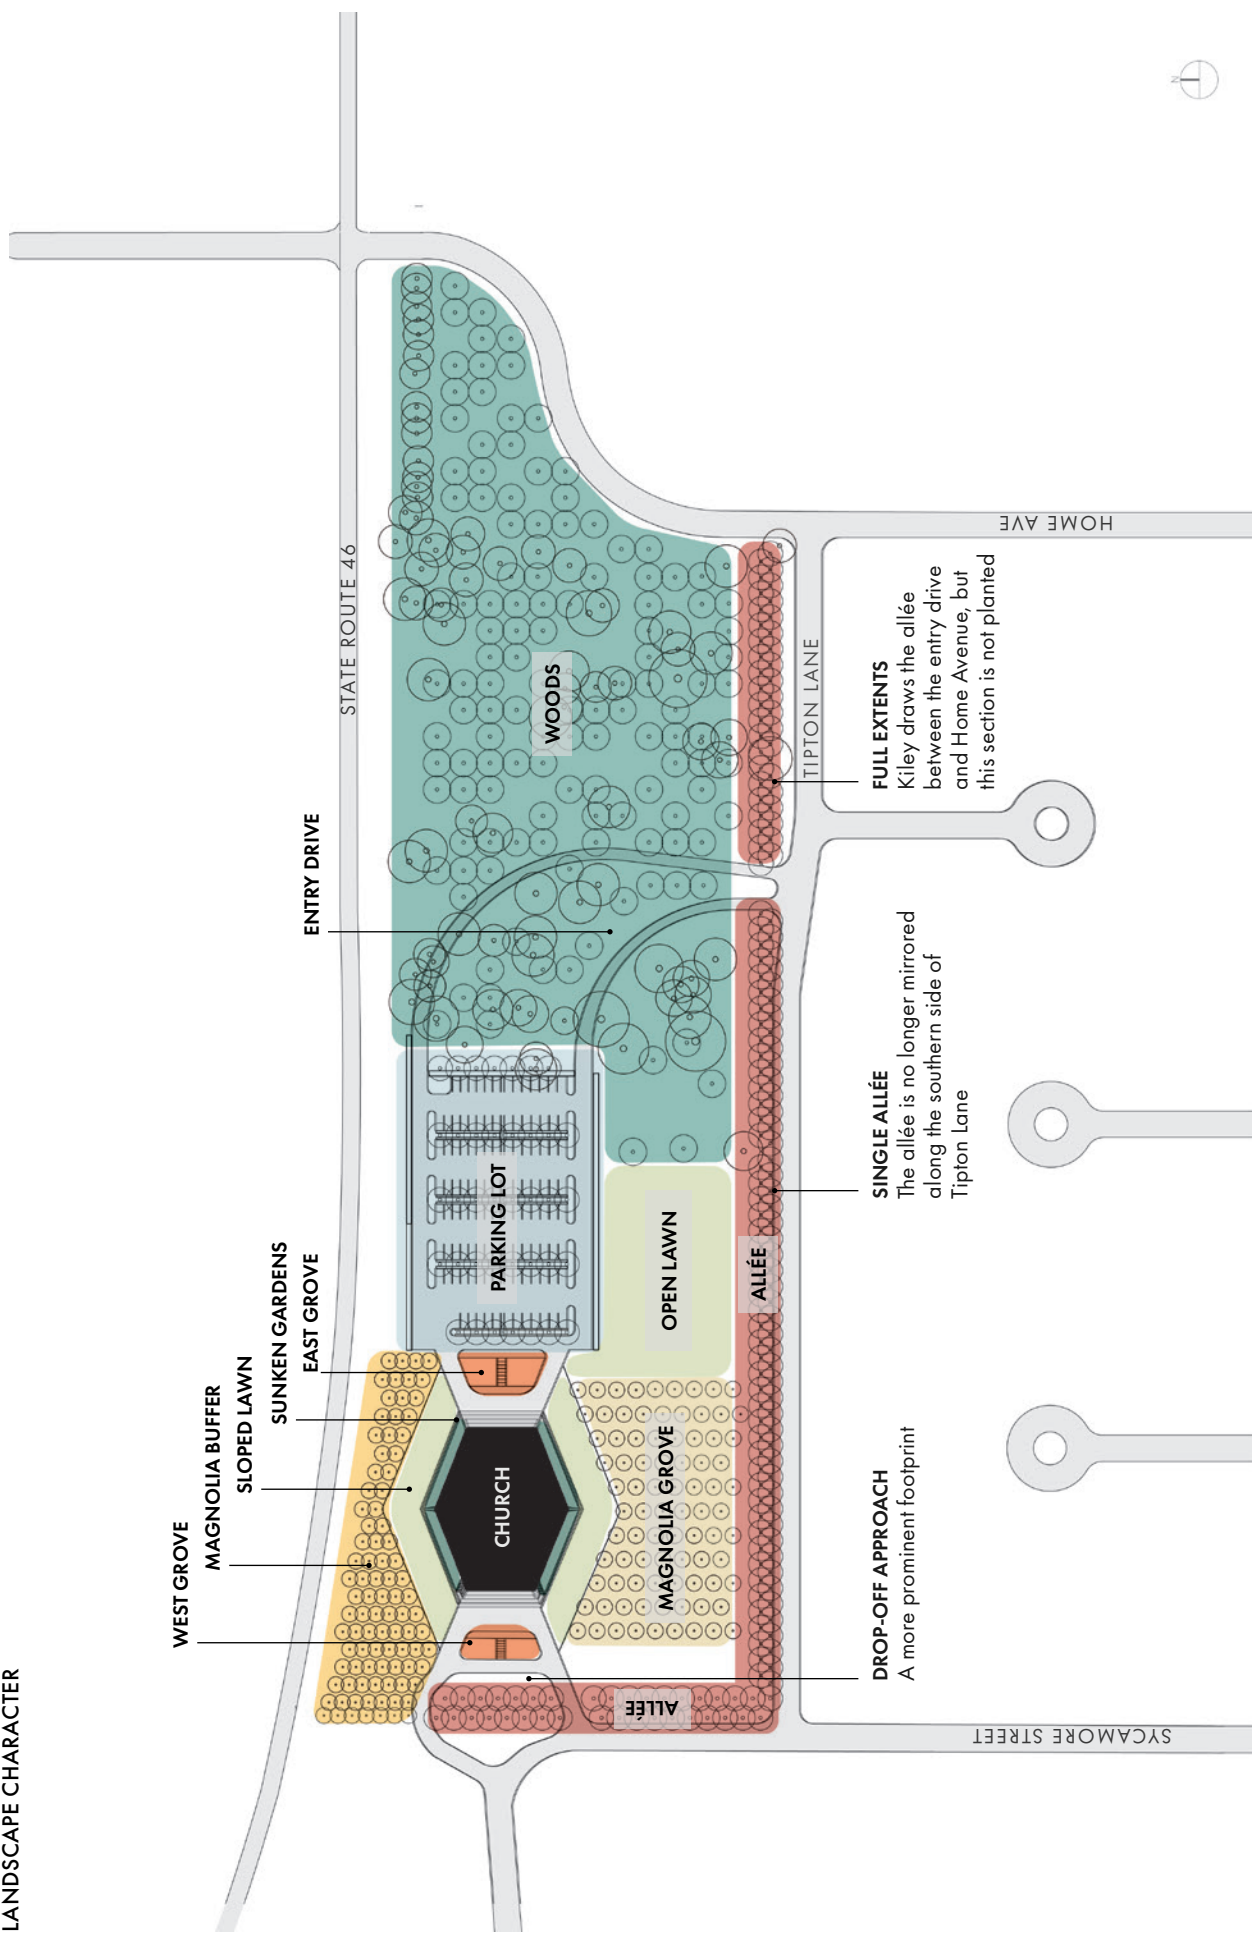 LANDSCAPE CHARACTER
WEST GROVE
MAGNOLIA BUFFER
SLOPED LAWN
SUNKEN GARDENS
EAST GROVE
ENTRY DRIVE
STATE ROUTE 46
N
CHURCH
PARKING LOT
WOODS
MAGNOLIA GROVE
OPEN LAWN
ALLÉE
ALLÉE
TIPTON LANE
HOME AVE
SYCAMORE STREET
DROP-OFF APPROACH
A more prominent footprint
SINGLE ALLÉE
The allée is no longer mirrored
along the southern side of
Tipton Lane
FULL EXTENTS
Kiley draws the allée
between the entry drive
and Home Avenue, but
this section is not planted